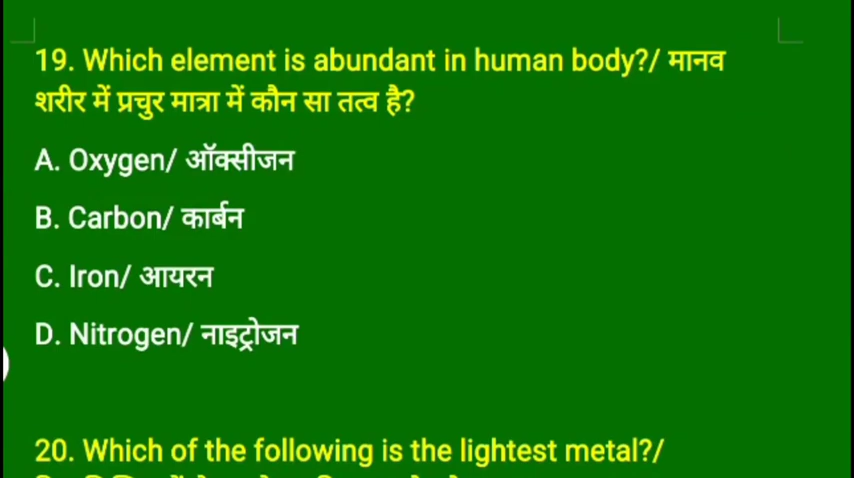 19. Which element is abundant in human body?/ मानव
शरीर में प्रचुर मात्रा में कौन सा तत्व है?
A. Oxygen/ ऑक्सीजन
B. Carbon/ कार्बन
C. Iron/ आयरन
D. Nitrogen/ नाइट्रोजन
20. Which of the following is the lightest metal?/